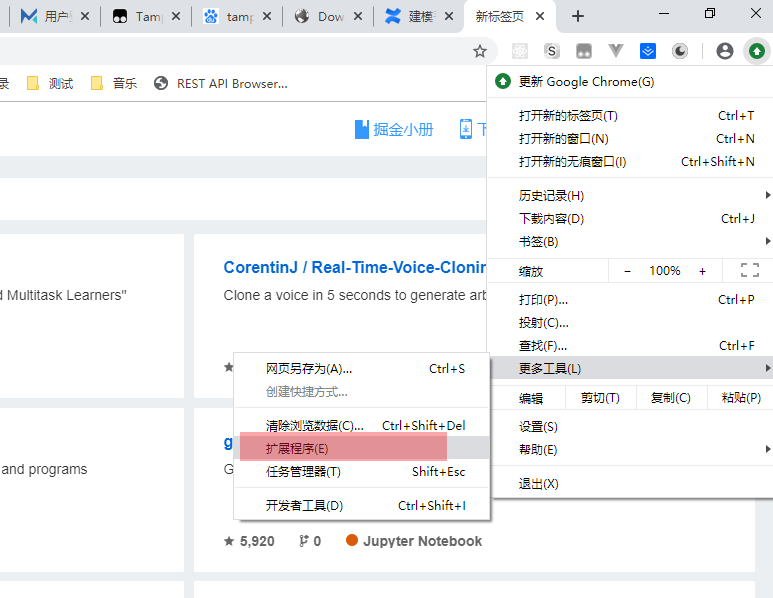 用户
Tam
tamp
Dow
建模
新标签页
录
测试
音乐
REST API Browser...
更新 Google Chrome(G)
打开新的标签页(T) Ctrl+T
打开新的窗口(N) Ctrl+N
打开新的无痕窗口(I) Ctrl+Shift+N
历史记录(H)
下载内容(D) Ctrl+J
书签(B)
缩放 − 100% +
打印(P)... Ctrl+P
投射(C)...
查找(F)... Ctrl+F
更多工具(L)
编辑 剪切(T) 复制(C) 粘贴(P)
设置(S)
帮助(E)
退出(X)
掘金小册
下
d Multitask Learners"
and programs
CorentinJ / Real-Time-Voice-Clonin
Clone a voice in 5 seconds to generate arb
网页另存为(A)... Ctrl+S
创建快捷方式...
清除浏览数据(C)... Ctrl+Shift+Del
扩展程序(E)
任务管理器(T) Shift+Esc
开发者工具(D) Ctrl+Shift+I
g
G
5,920 0 Jupyter Notebook